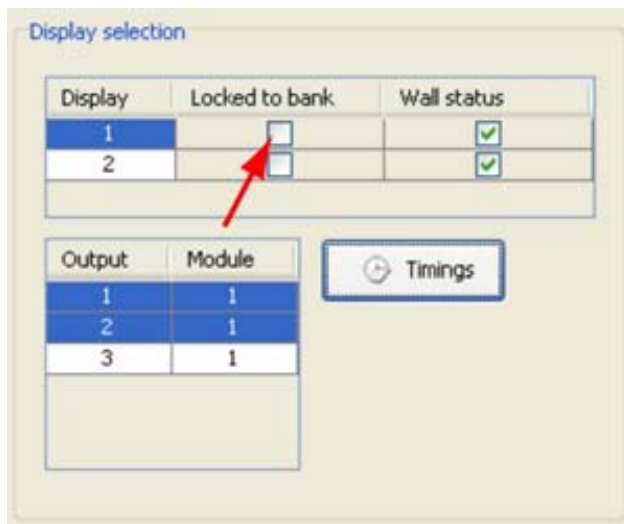 Display selection
Display Locked to bank Wall status
1
2
Output Module
1 1
2 1
3 1
Timings